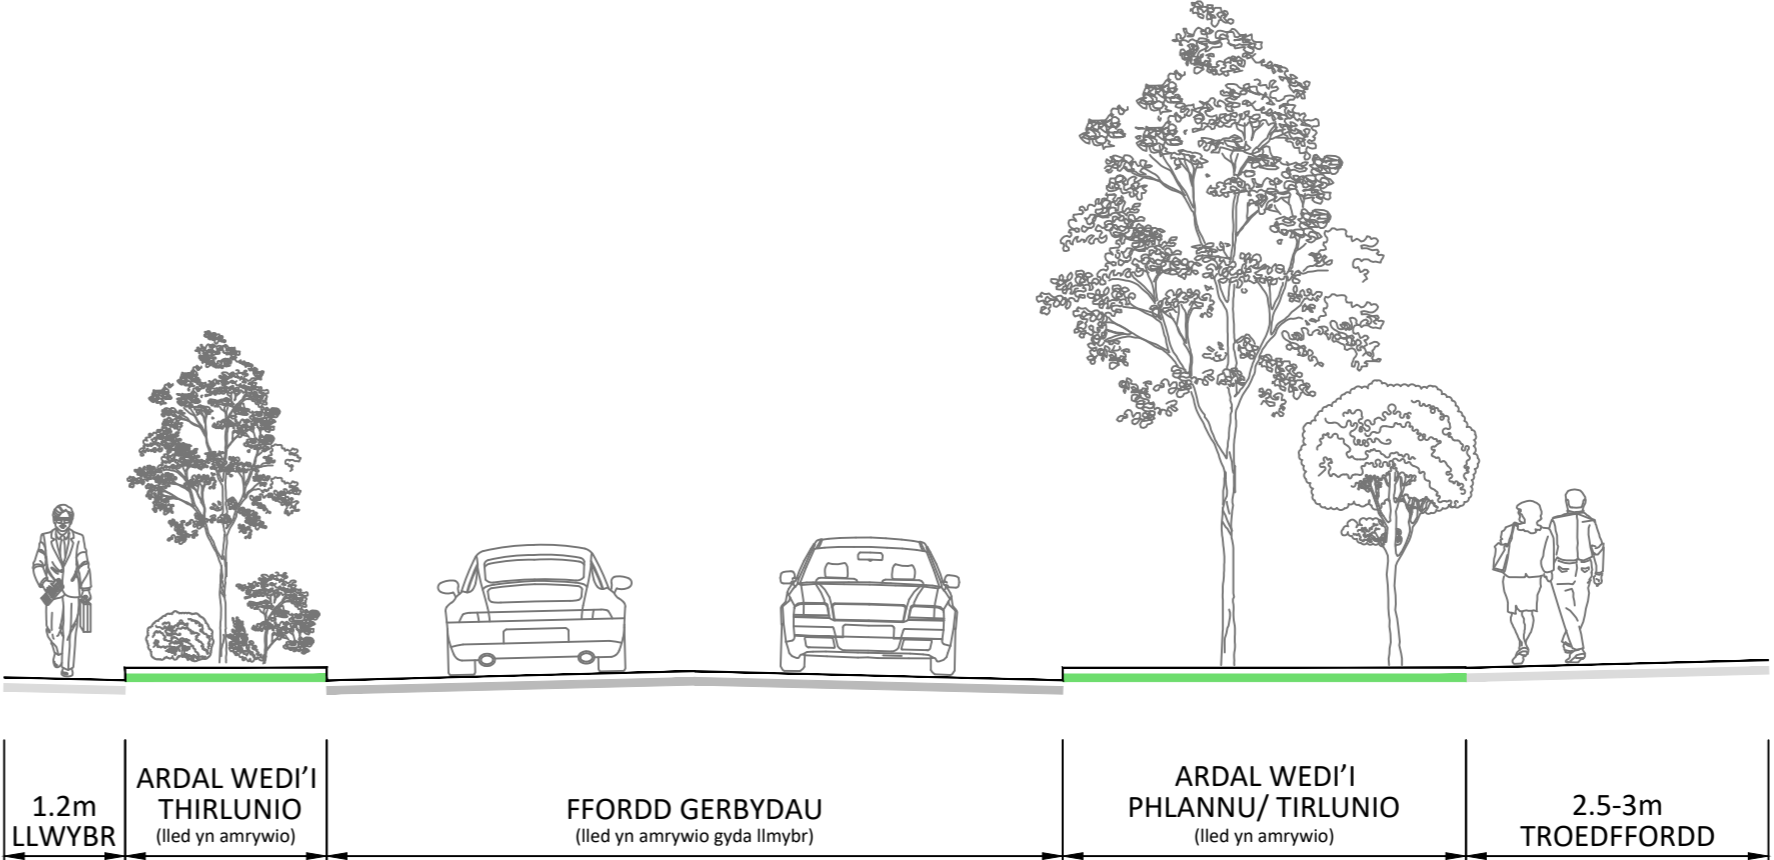 1.2m
LLWYBR
ARDAL WEDI'I
THIRLUNIO
(lled yn amrywio)
FFORDD GERBYDAU
(lled yn amrywio gyda llmybr)
ARDAL WEDI'I
PHLANNU/ TIRLUNIO
(lled yn amrywio)
2.5-3m
TROEDFFORDD